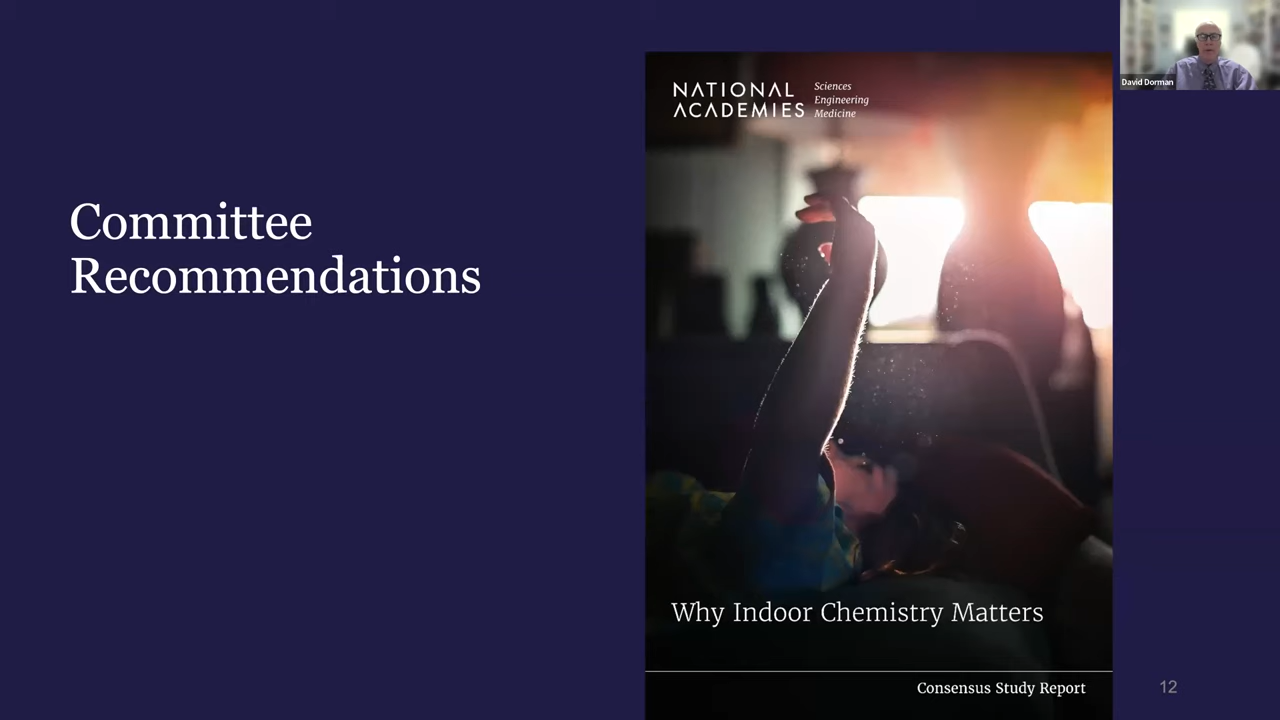 Committee
Recommendations
NATIONAL
ACADEMIES
Sciences
Engineering
Medicine
Why Indoor Chemistry Matters
Consensus Study Report
12
David Dorman